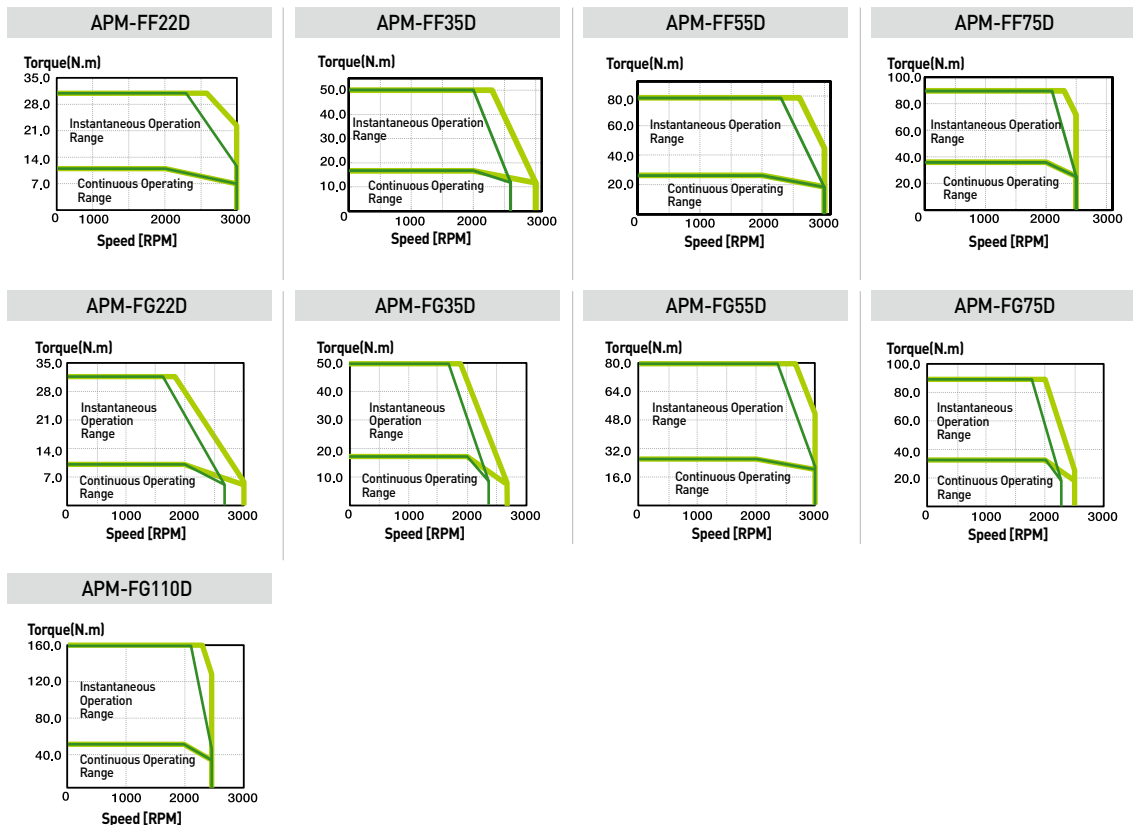 APM-FF22D
Torque(N.m)
35.0
28.0
21.0
14.0
7.0
Instantaneous Operation
Range
Continuous Operating
Range
0 1000 2000 3000
Speed [RPM]
APM-FF35D
Torque(N.m)
50.0
40.0
30.0
20.0
10.0
Instantaneous Operation
Range
Continuous Operating
Range
0 1000 2000 3000
Speed [RPM]
APM-FF55D
Torque(N.m)
80.0
60.0
40.0
20.0
Instantaneous Operation
Range
Continuous Operating
Range
0 1000 2000 3000
Speed [RPM]
APM-FF75D
Torque(N.m)
100.0
80.0
60.0
40.0
20.0
Instantaneous Operation
Range
Continuous Operating
Range
0 1000 2000 3000
Speed [RPM]
APM-FG22D
Torque(N.m)
35.0
28.0
21.0
14.0
7.0
Instantaneous
Operation
Range
Continuous Operating
Range
0 1000 2000 3000
Speed [RPM]
APM-FG35D
Torque(N.m)
50.0
40.0
30.0
20.0
10.0
Instantaneous
Operation
Range
Continuous Operating
Range
0 1000 2000 3000
Speed [RPM]
APM-FG55D
Torque(N.m)
80.0
64.0
48.0
32.0
16.0
Instantaneous Operation
Range
Continuous Operating
Range
0 1000 2000 3000
Speed [RPM]
APM-FG75D
Torque(N.m)
100.0
80.0
60.0
40.0
20.0
Instantaneous
Operation
Range
Continuous Operating
Range
0 1000 2000 3000
Speed [RPM]
APM-FG110D
Torque(N.m)
160.0
120.0
80.0
40.0
Instantaneous
Operation
Range
Continuous Operating
Range
0 1000 2000 3000
Speed [RPM]